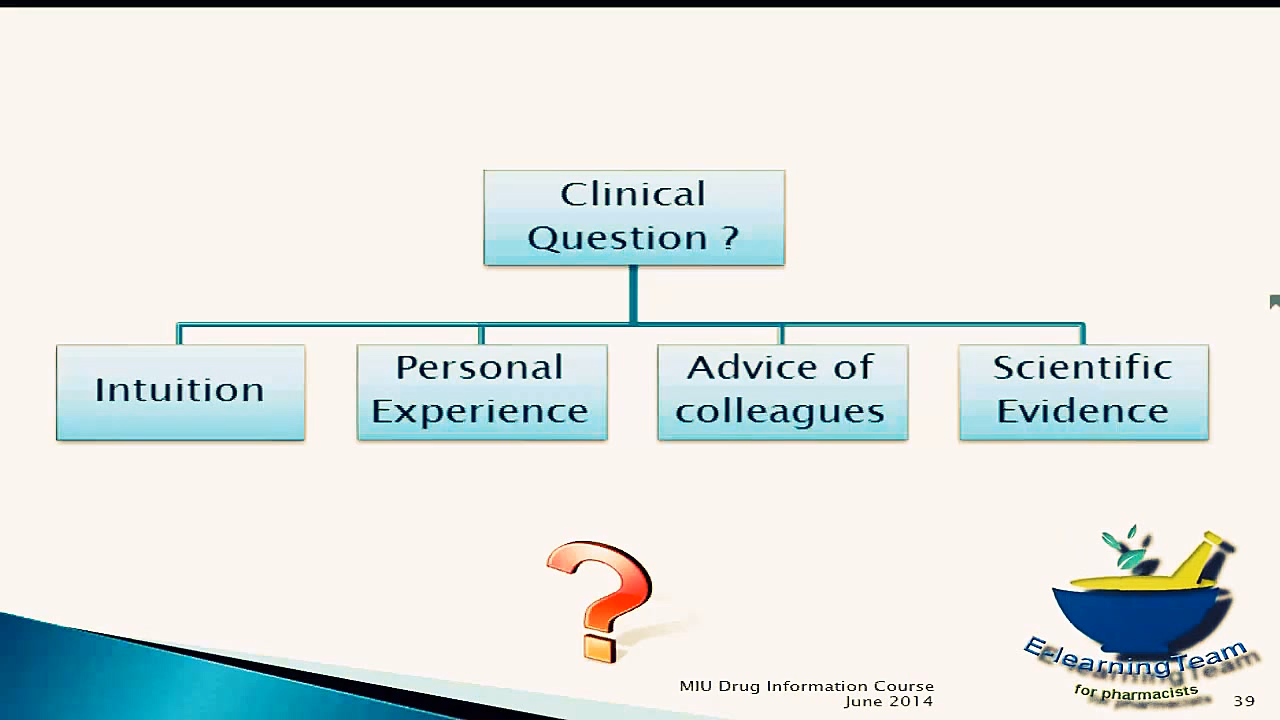 Clinical
Question ?
Intuition
Personal
Experience
Advice of
colleagues
Scientific
Evidence
E-learningTeam
for pharmacists
MIU Drug Information Course
June 2014
39